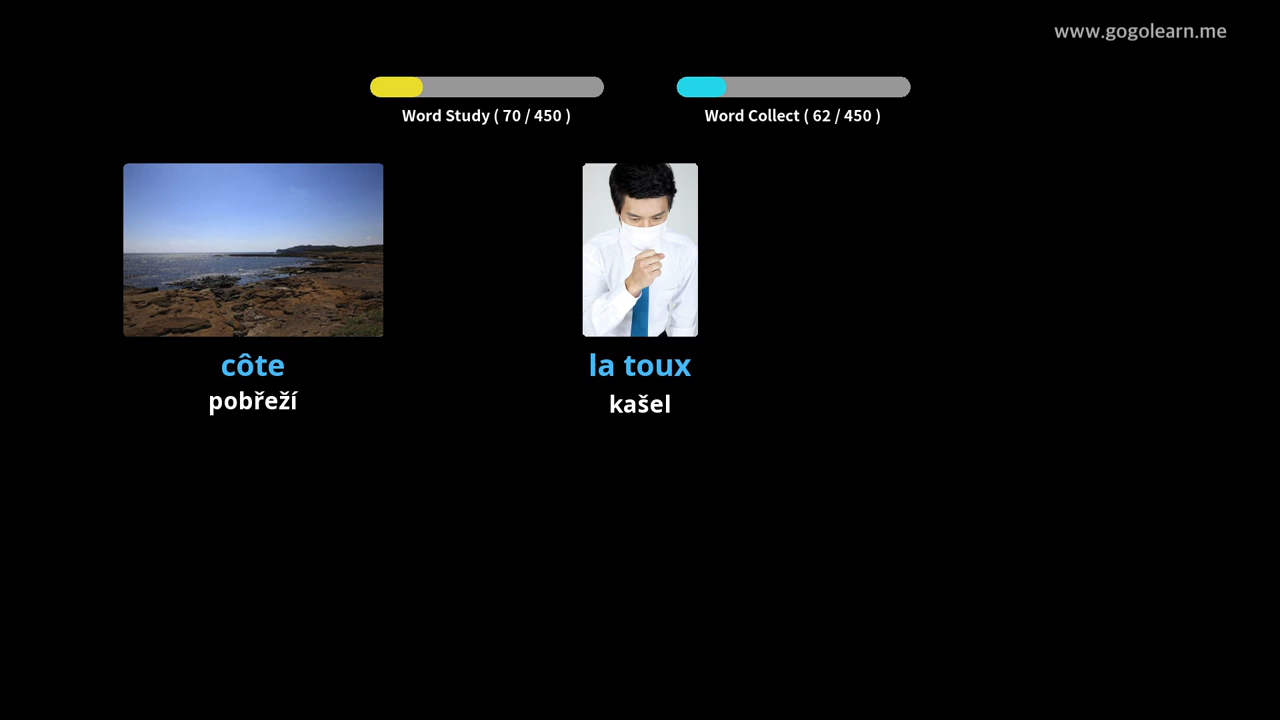 www.gogolearn.me
Word Study ( 70 / 450 )
Word Collect ( 62 / 450 )
côte
pobřeží
la toux
kašel